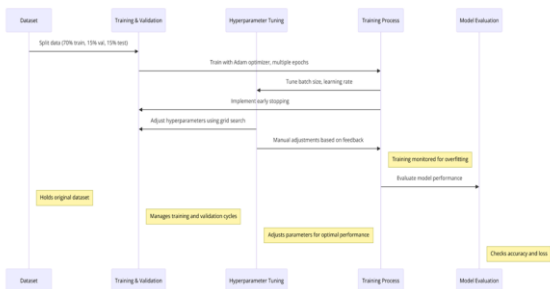 Dataset
Training & Validation
Hyperparameter Tuning
Training Process
Model Evaluation
Split data (70% train, 15% val, 15% test)
Train with Adam optimizer, multiple epochs
Tune batch size, learning rate
Implement early stopping
Adjust hyperparameters using grid search
Manual adjustments based on feedback
Training monitored for overfitting
Evaluate model performance
Holds original dataset
Manages training and validation cycles
Adjusts parameters for optimal performance
Checks accuracy and loss
Dataset
Training & Validation
Hyperparameter Tuning
Training Process
Model Evaluation